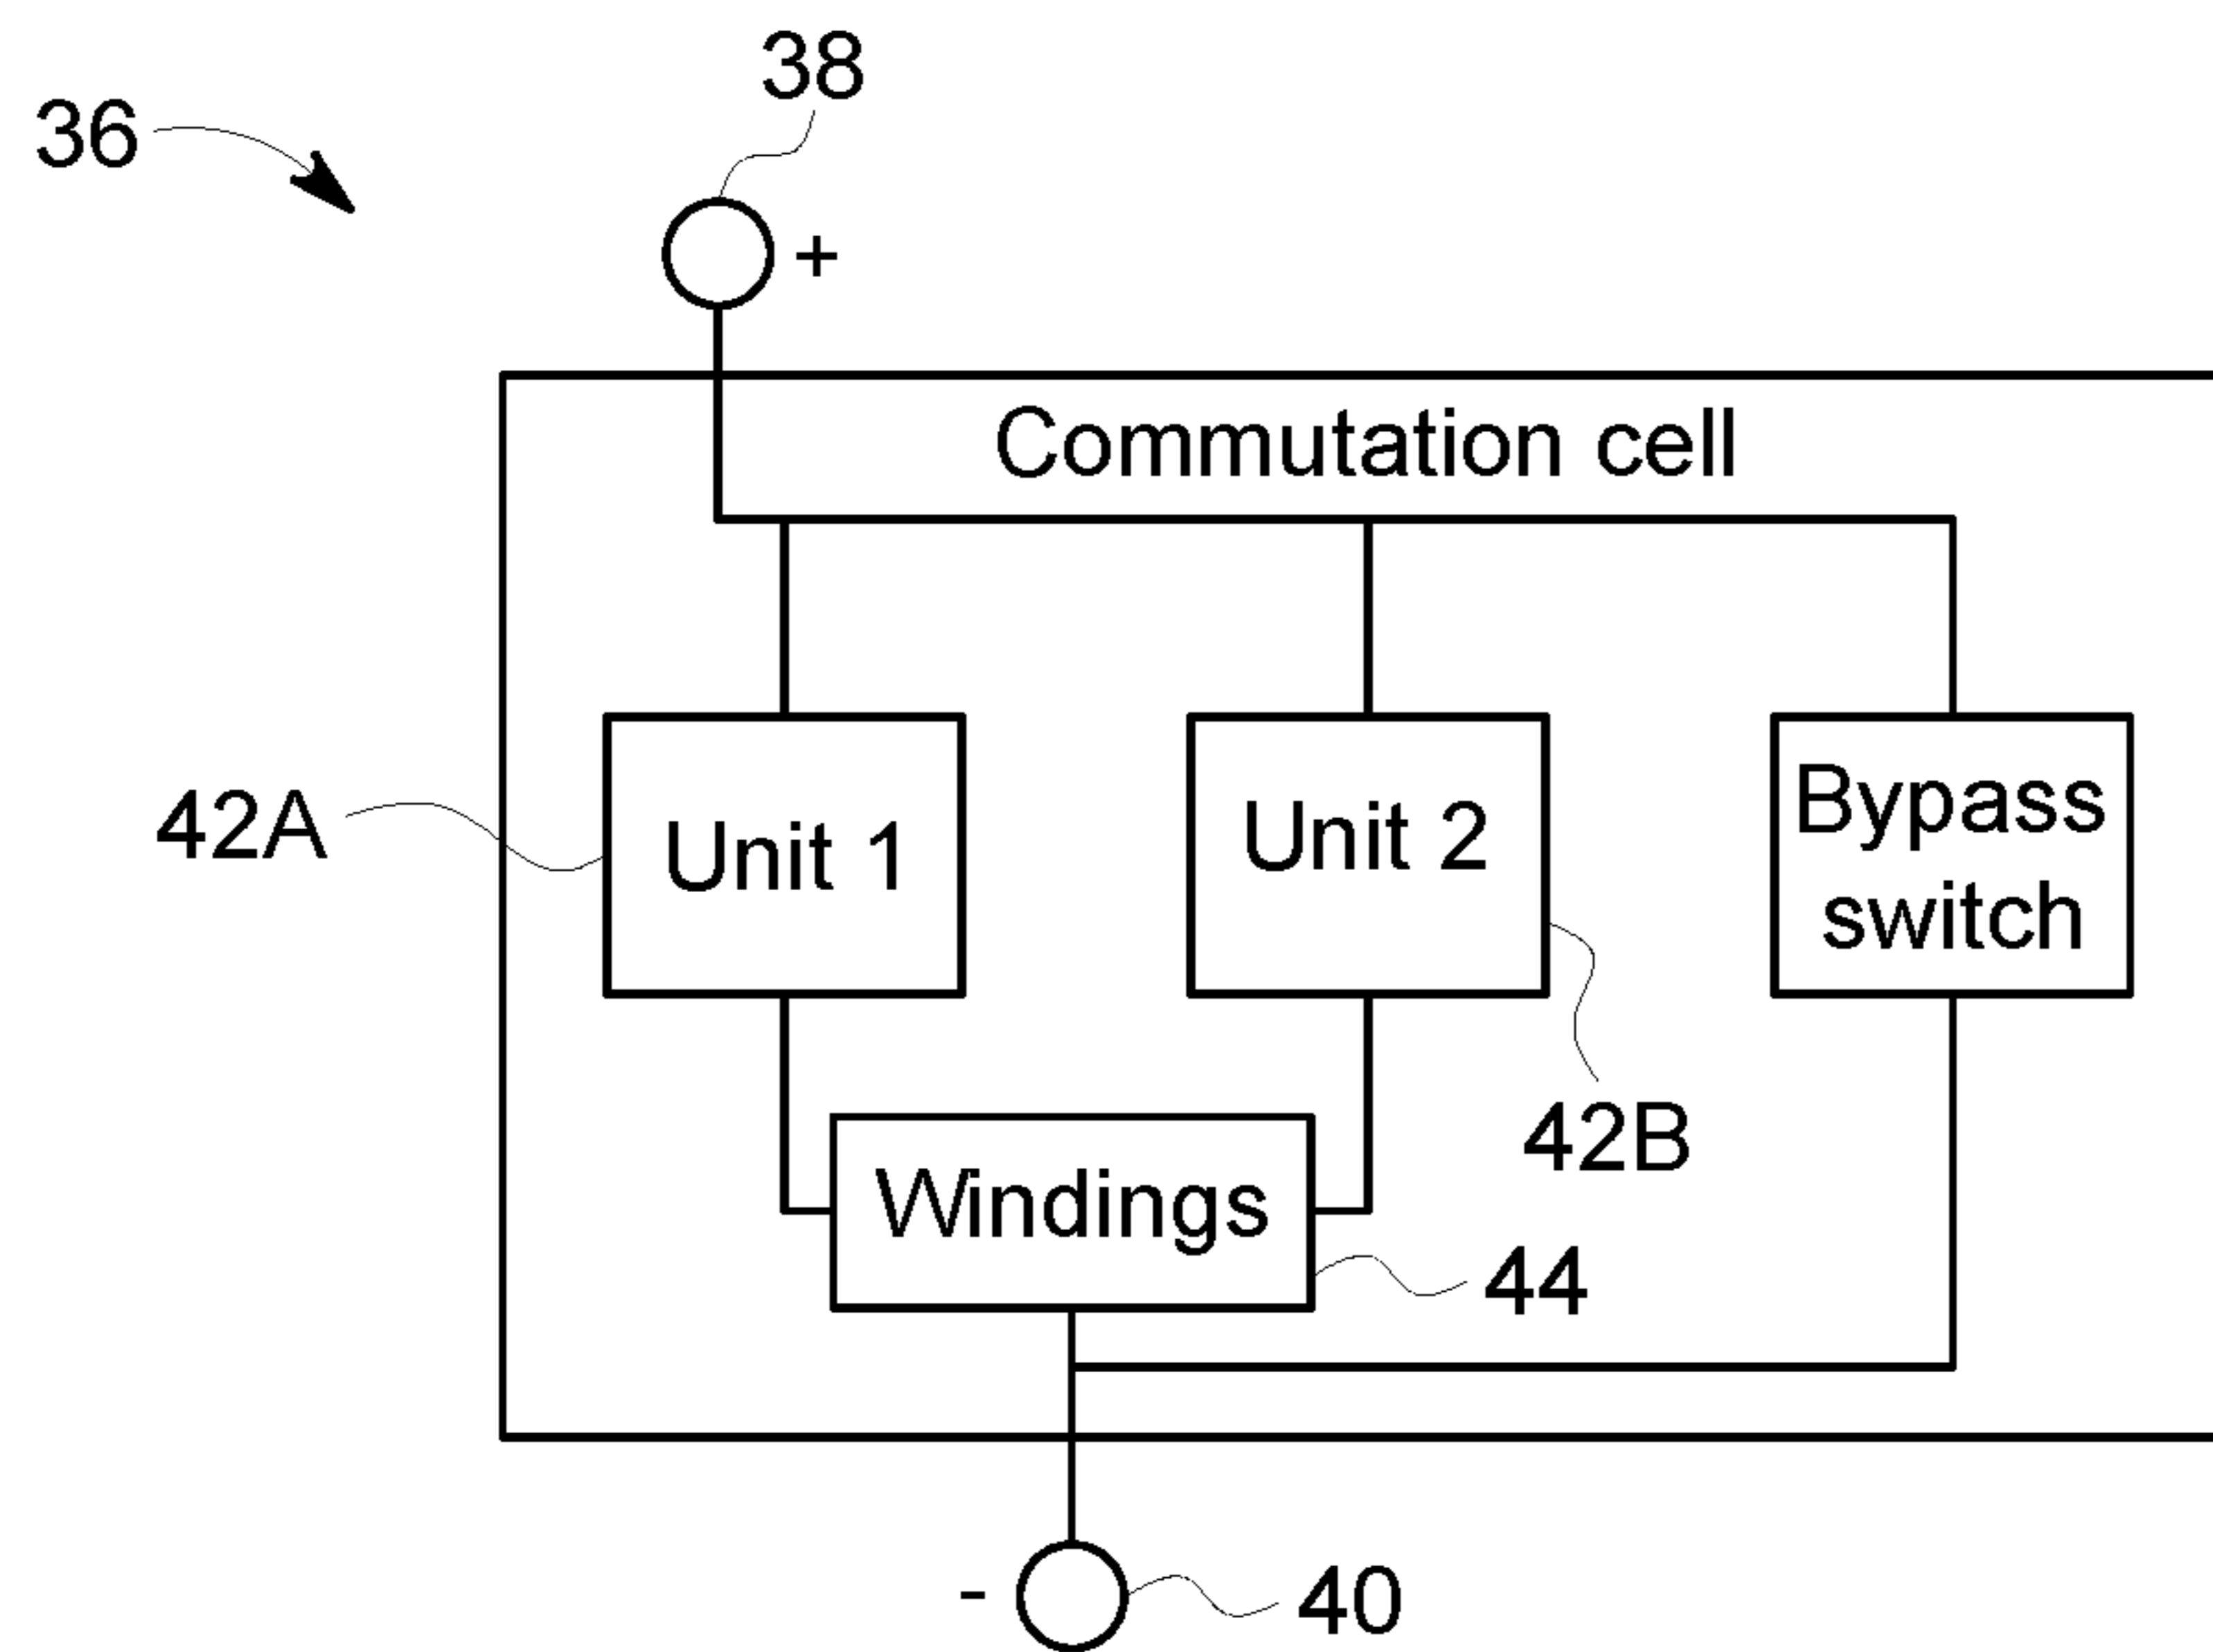 38
36
+
Commutation cell
42A
Unit 1
Unit 2
Bypass
switch
42B
Windings
44
-
40